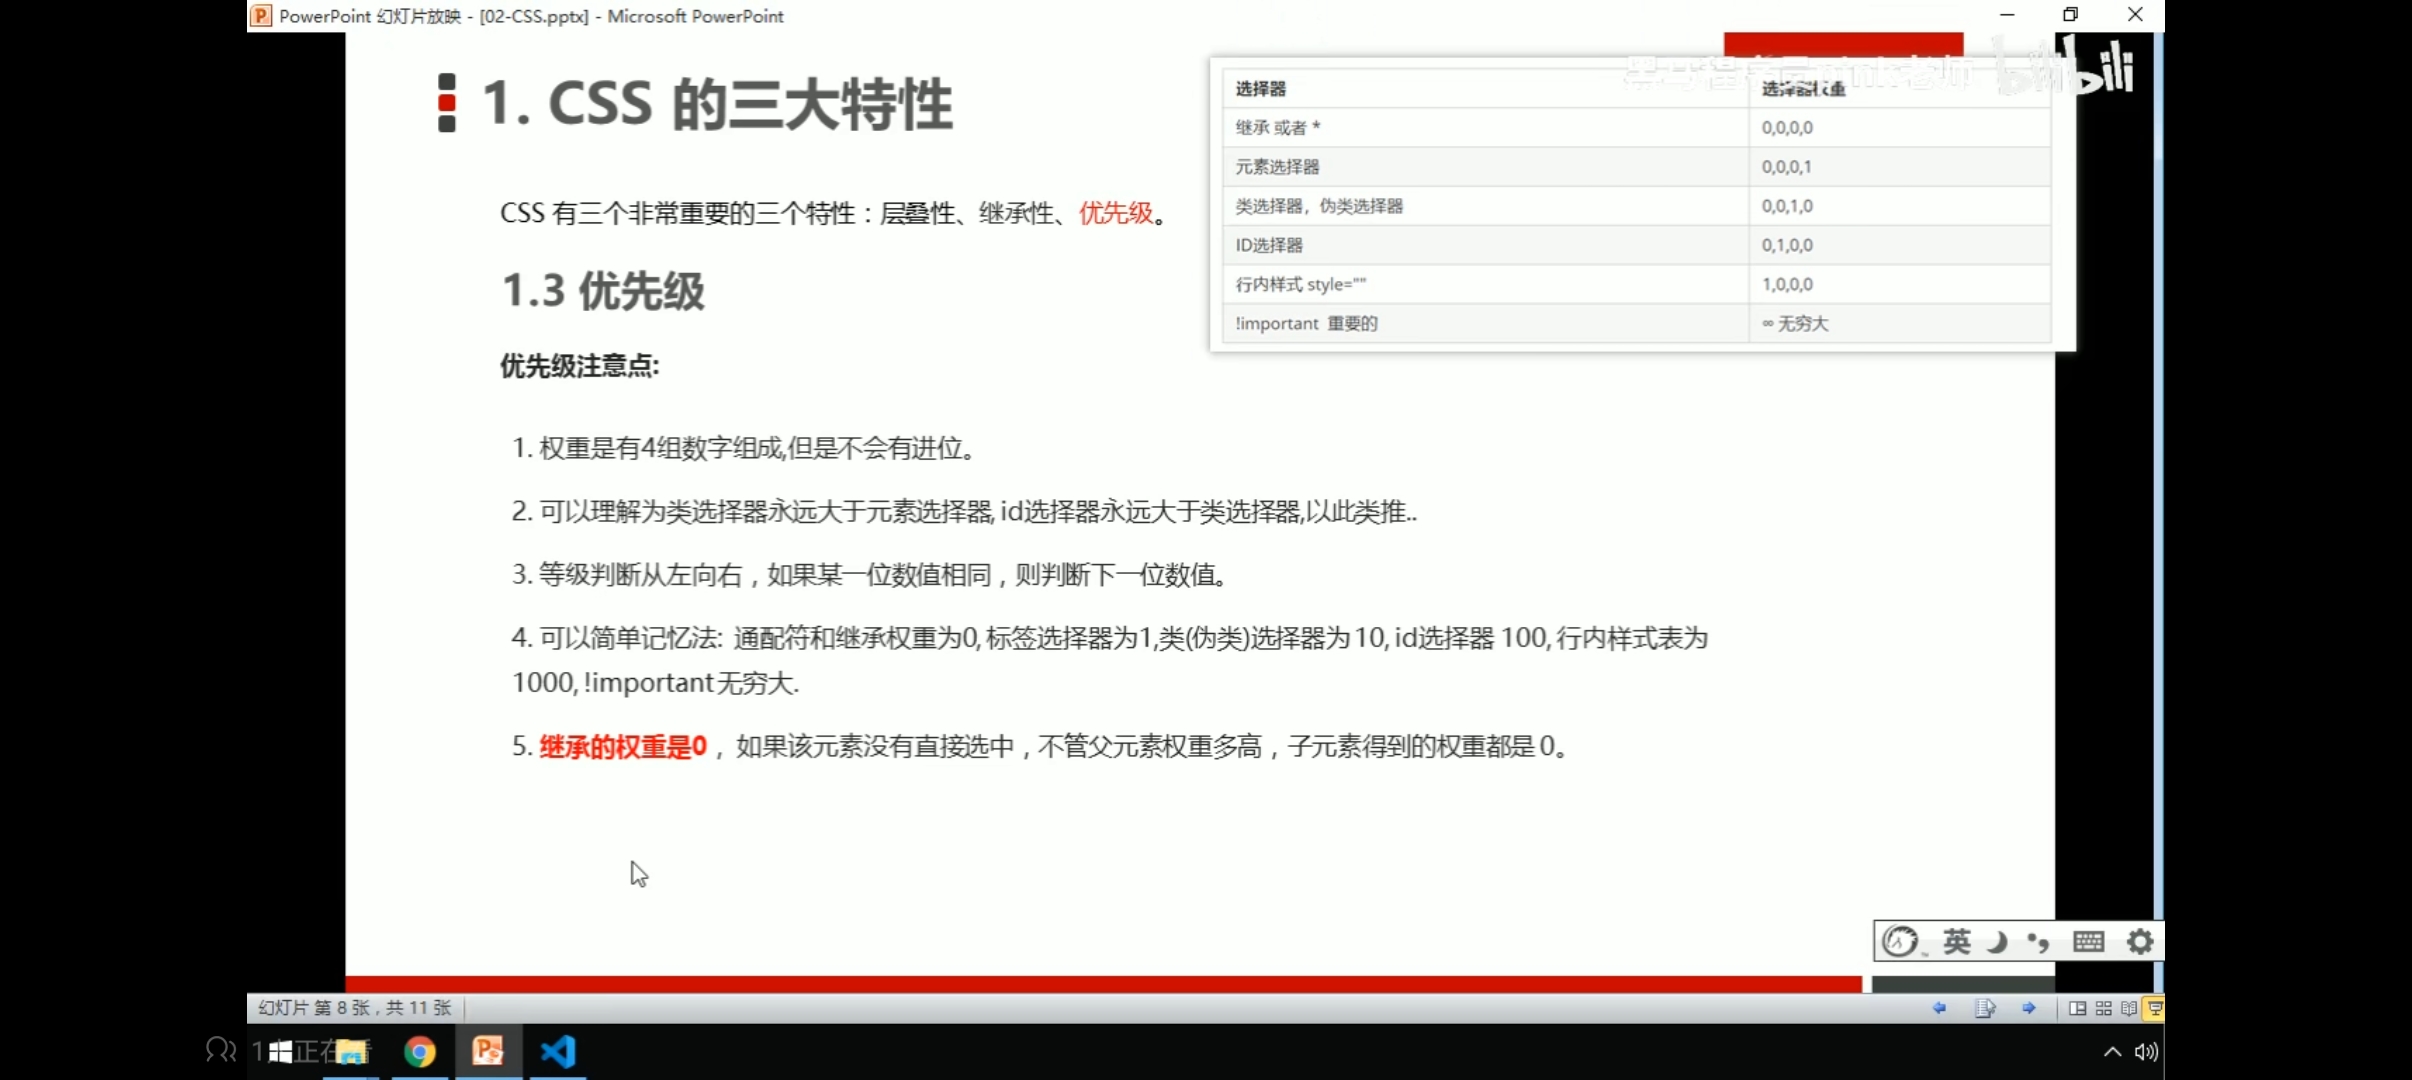 PowerPoint 幻灯片放映 - [02-CSS.pptx] - Microsoft PowerPoint
1. CSS 的三大特性
CSS 有三个非常重要的三个特性：层叠性、继承性、优先级。
1.3 优先级
优先级注意点:
选择器 选择器权重
继承 或者 * 0,0,0,0
元素选择器 0,0,0,1
类选择器，伪类选择器 0,0,1,0
ID选择器 0,1,0,0
行内样式 style="" 1,0,0,0
!important 重要的 ∞ 无穷大
bilibili
1. 权重是有4组数字组成,但是不会有进位。
2. 可以理解为类选择器永远大于元素选择器, id选择器永远大于类选择器,以此类推..
3. 等级判断从左向右，如果某一位数值相同，则判断下一位数值。
4. 可以简单记忆法: 通配符和继承权重为0, 标签选择器为1,类(伪类)选择器为 10, id选择器 100, 行内样式表为
1000, !important无穷大.
5. 继承的权重是0， 如果该元素没有直接选中，不管父元素权重多高，子元素得到的权重都是 0。
英
幻灯片 第 8 张，共 11 张